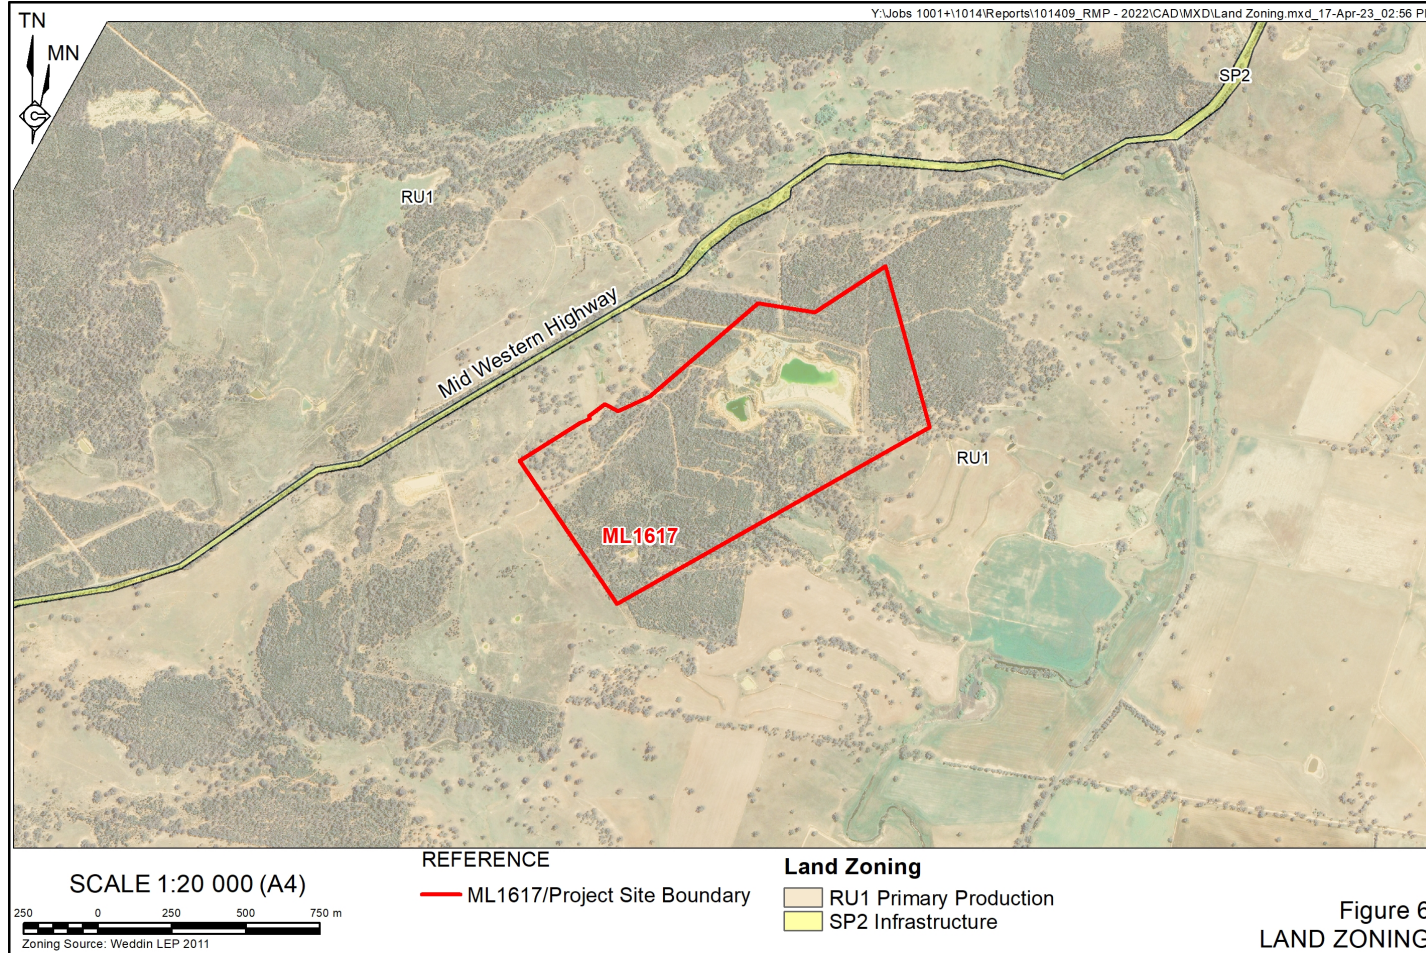 Y:\Jobs 1001+\1014\Reports\101409_RMP - 2022\CAD\MXD\Land Zoning.mxd_17-Apr-23_02:56 P
TN
MN
SP2
RU1
Mid Western Highway
RU1
ML1617
REFERENCE
ML1617/Project Site Boundary
Land Zoning
RU1 Primary Production
SP2 Infrastructure
SCALE 1:20 000 (A4)
250 0 250 500 750 m
Zoning Source: Weddin LEP 2011
Figure 6
LAND ZONING